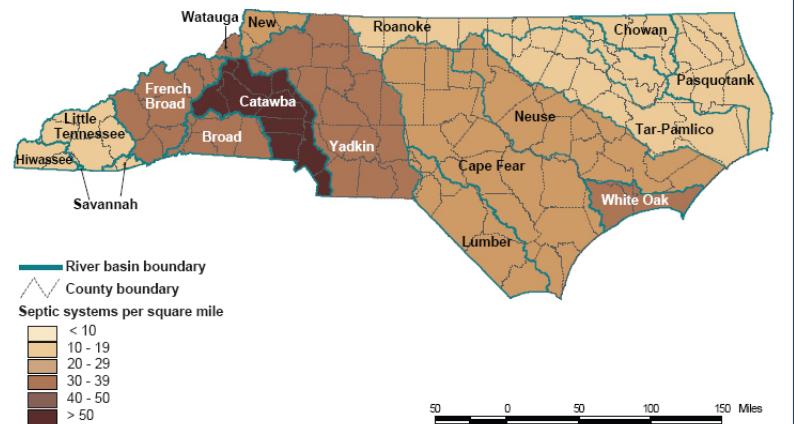 Watauga
New
Roanoke
Chowan
Pasquotank
French
Broad
Catawba
Little
Tennessee
Neuse
Tar-Pamlico
Broad
Yadkin
Hiwassee
Cape Fear
Savannah
White Oak
Lumber
River basin boundary
County boundary
Septic systems per square mile
< 10
10 - 19
20 - 29
30 - 39
40 - 50
> 50
50 0 50 100 150 Miles